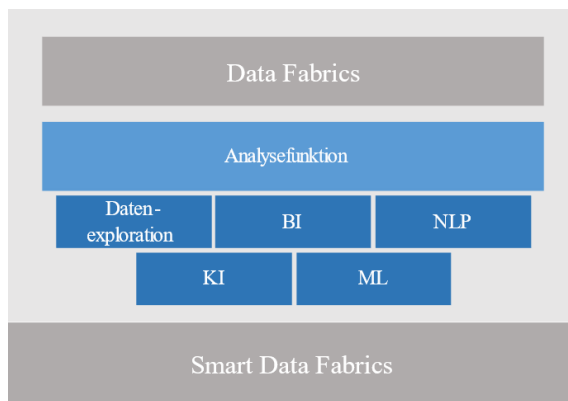 Data Fabrics
Analysefunktion
Daten-
exploration
BI
NLP
KI
ML
Smart Data Fabrics